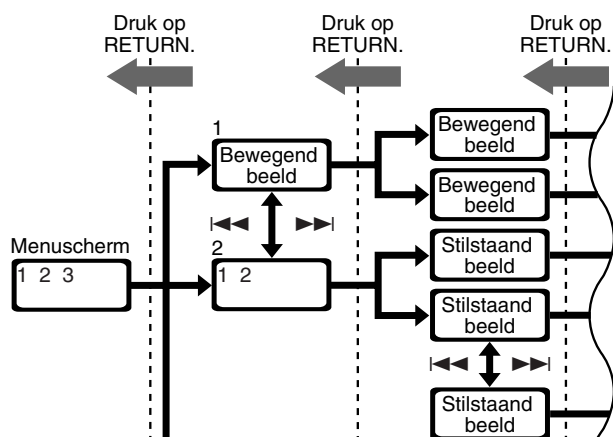 Druk op
RETURN.
Druk op
RETURN.
Druk op
RETURN.
1
Bewegend
beeld
Bewegend
beeld
Bewegend
beeld
Menuscherm
1 2 3
2
1 2
Stilstaand
beeld
Stilstaand
beeld
Stilstaand
beeld